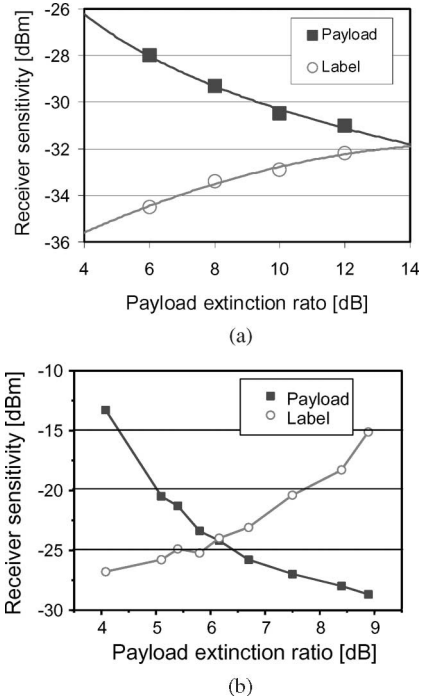 -26
-28
-30
-32
-34
-36
Receiver sensitivity [dBm]
Payload
Label
4 6 8 10 12 14
Payload extinction rato [dB]
(a)
-10
-15
-20
-25
-30
Receiver sensitivity [dBm]
Payload
Label
4 5 6 7 8 9
Payload extinction ratio [dB]
(b)